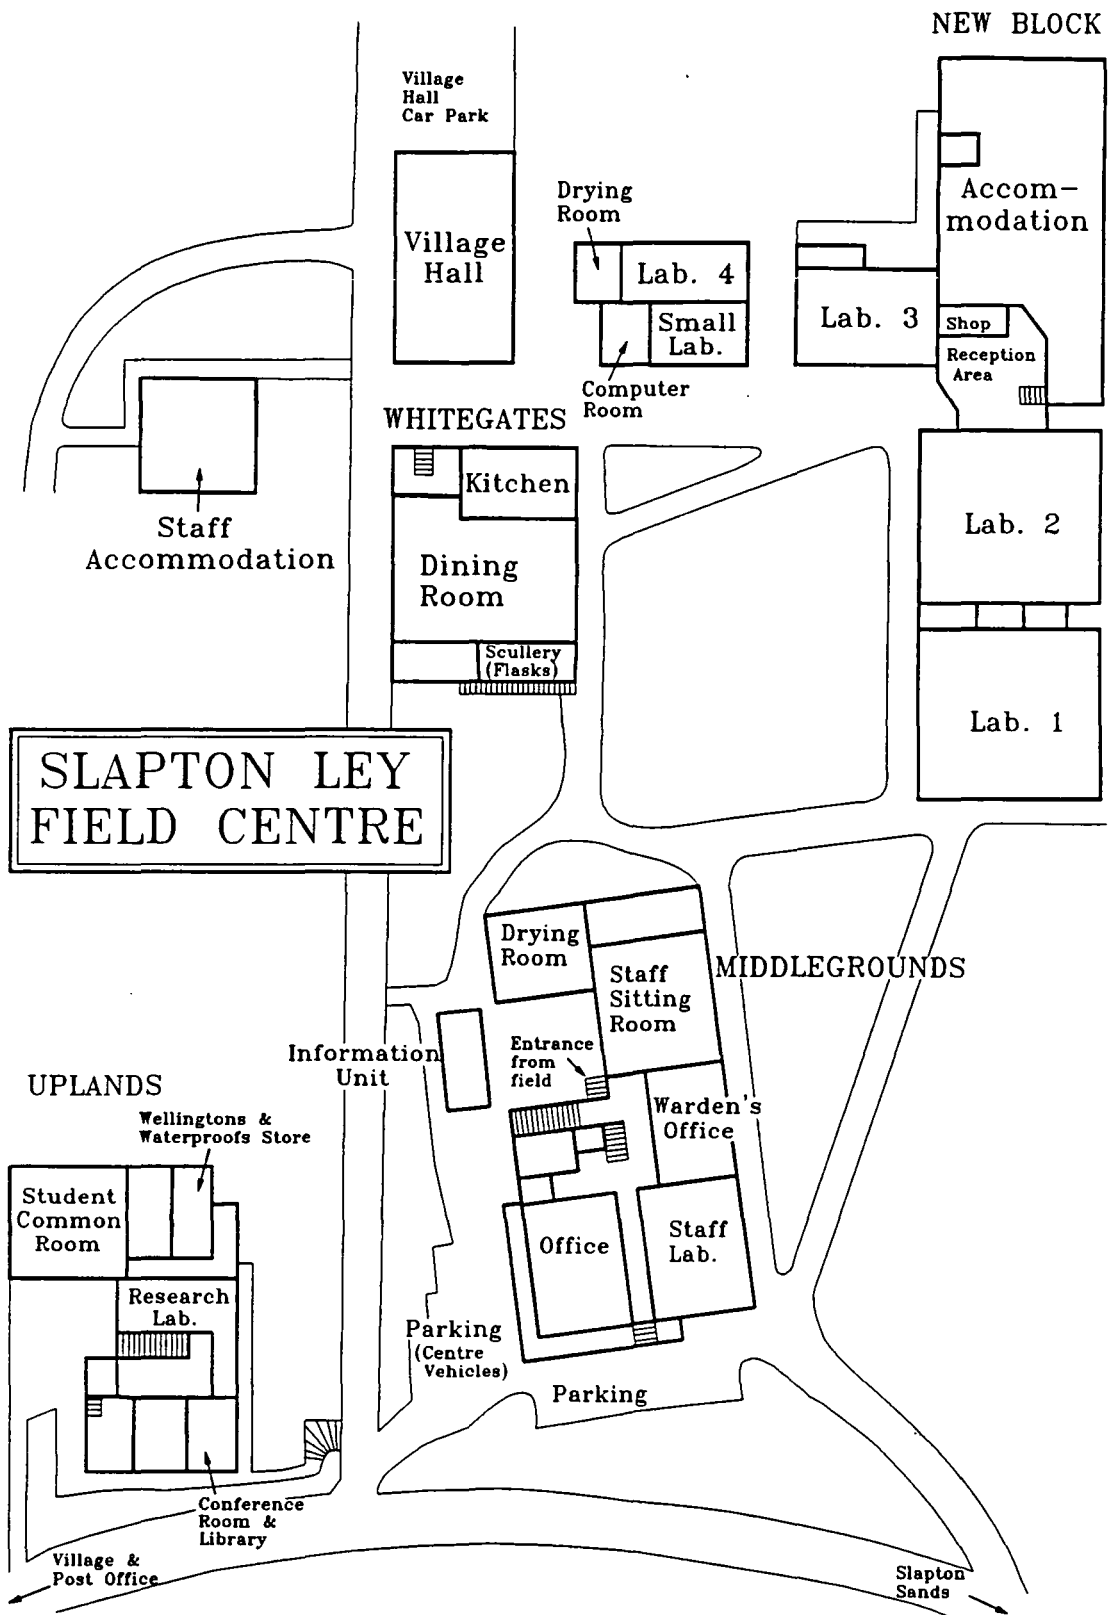 NEW BLOCK
Village
Hall
Car Park
Drying
Room
Accom-
modation
Village
Hall
Lab. 4
Small
Lab.
Lab. 3
Shop
Reception
Area
Computer
Room
WHITEGATES
Kitchen
Staff
Accommodation
Dining
Room
Lab. 2
Scullery
(Flasks)
Lab. 1
SLAPTON LEY
FIELD CENTRE
Drying
Room
Staff
Sitting
Room
MIDDLEGROUNDS
Information
Unit
Entrance
from
field
UPLANDS
Wellingtons &
Waterproofs Store
Warden's
Office
Student
Common
Room
Office
Staff
Lab.
Research
Lab.
Parking
(Centre
Vehicles)
Parking
Conference
Room &
Library
Village &
Post Office
Slapton
Sands